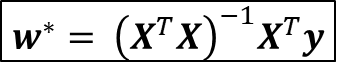 w* = (XᵀX)⁻¹Xᵀy